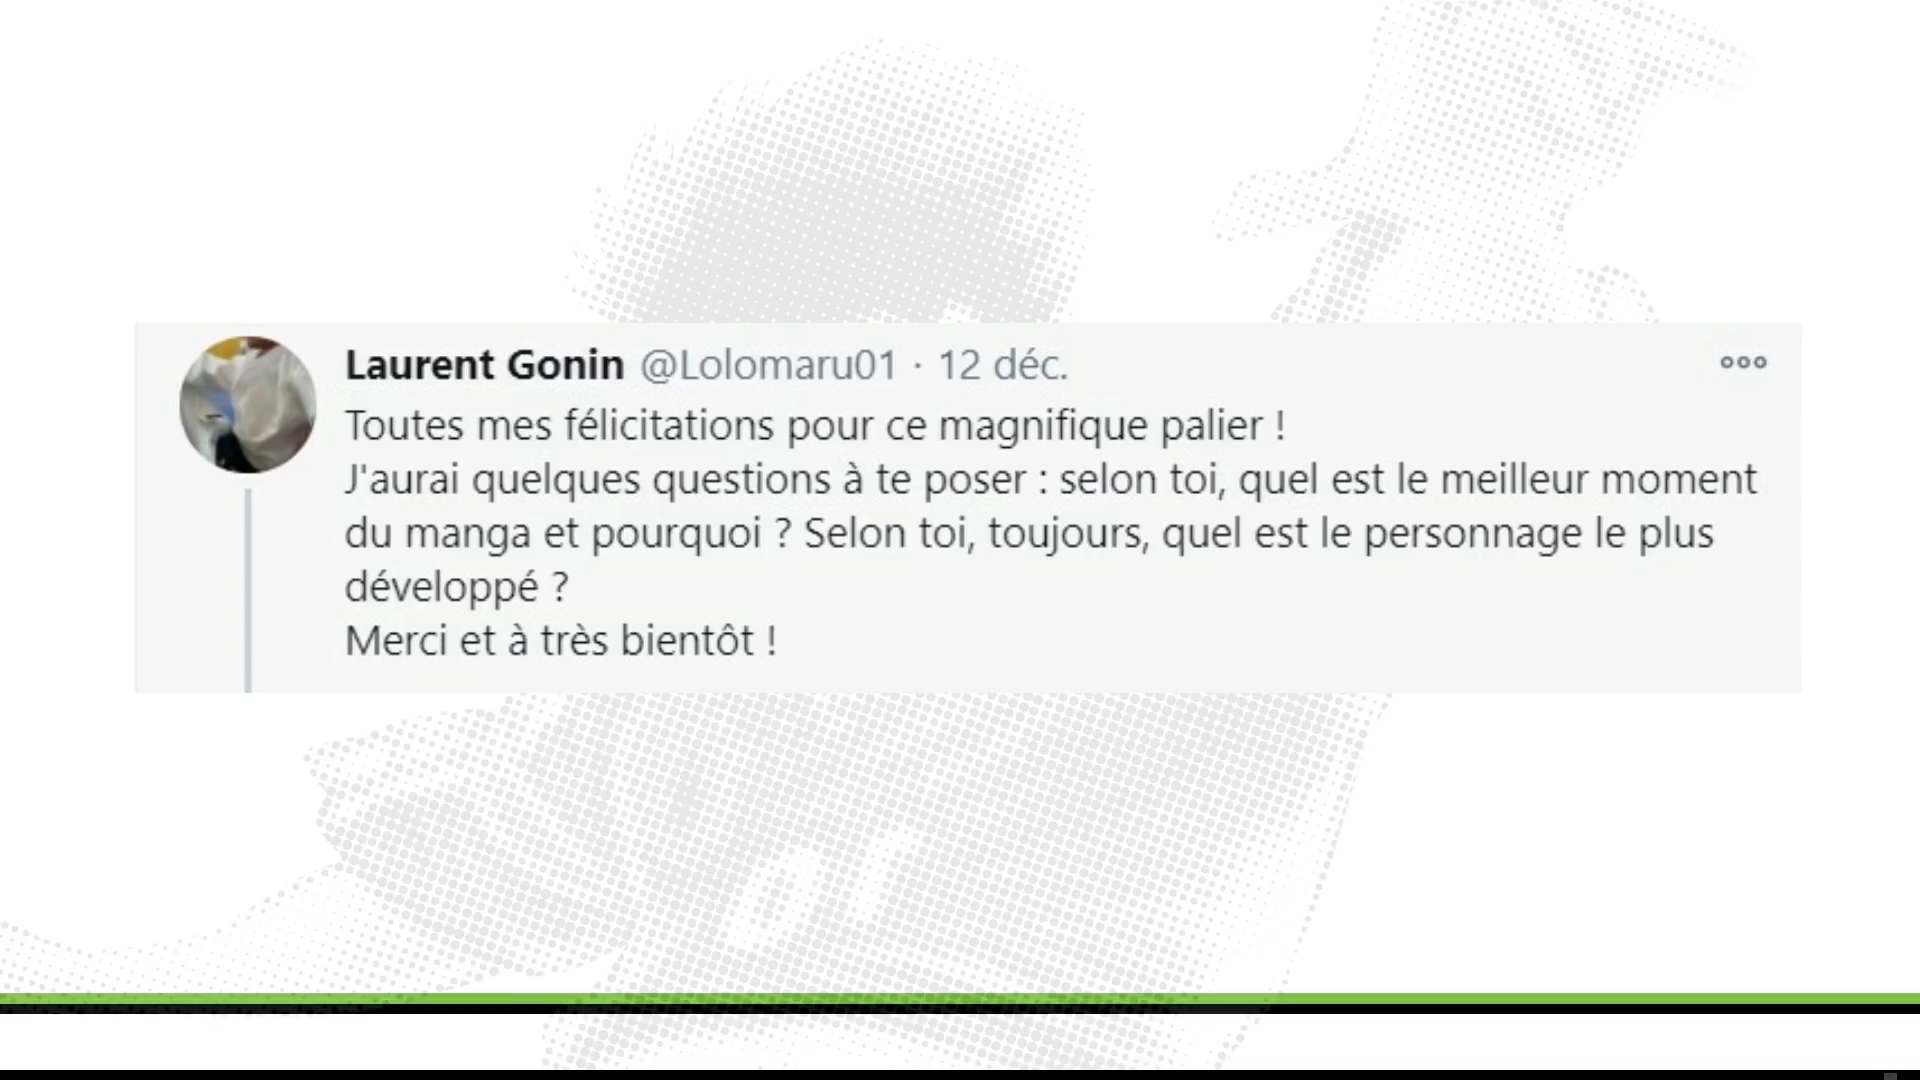 Laurent Gonin @Lolomaru01 · 12 déc.
Toutes mes félicitations pour ce magnifique palier !
J'aurai quelques questions à te poser : selon toi, quel est le meilleur moment
du manga et pourquoi ? Selon toi, toujours, quel est le personnage le plus
développé ?
Merci et à très bientôt !